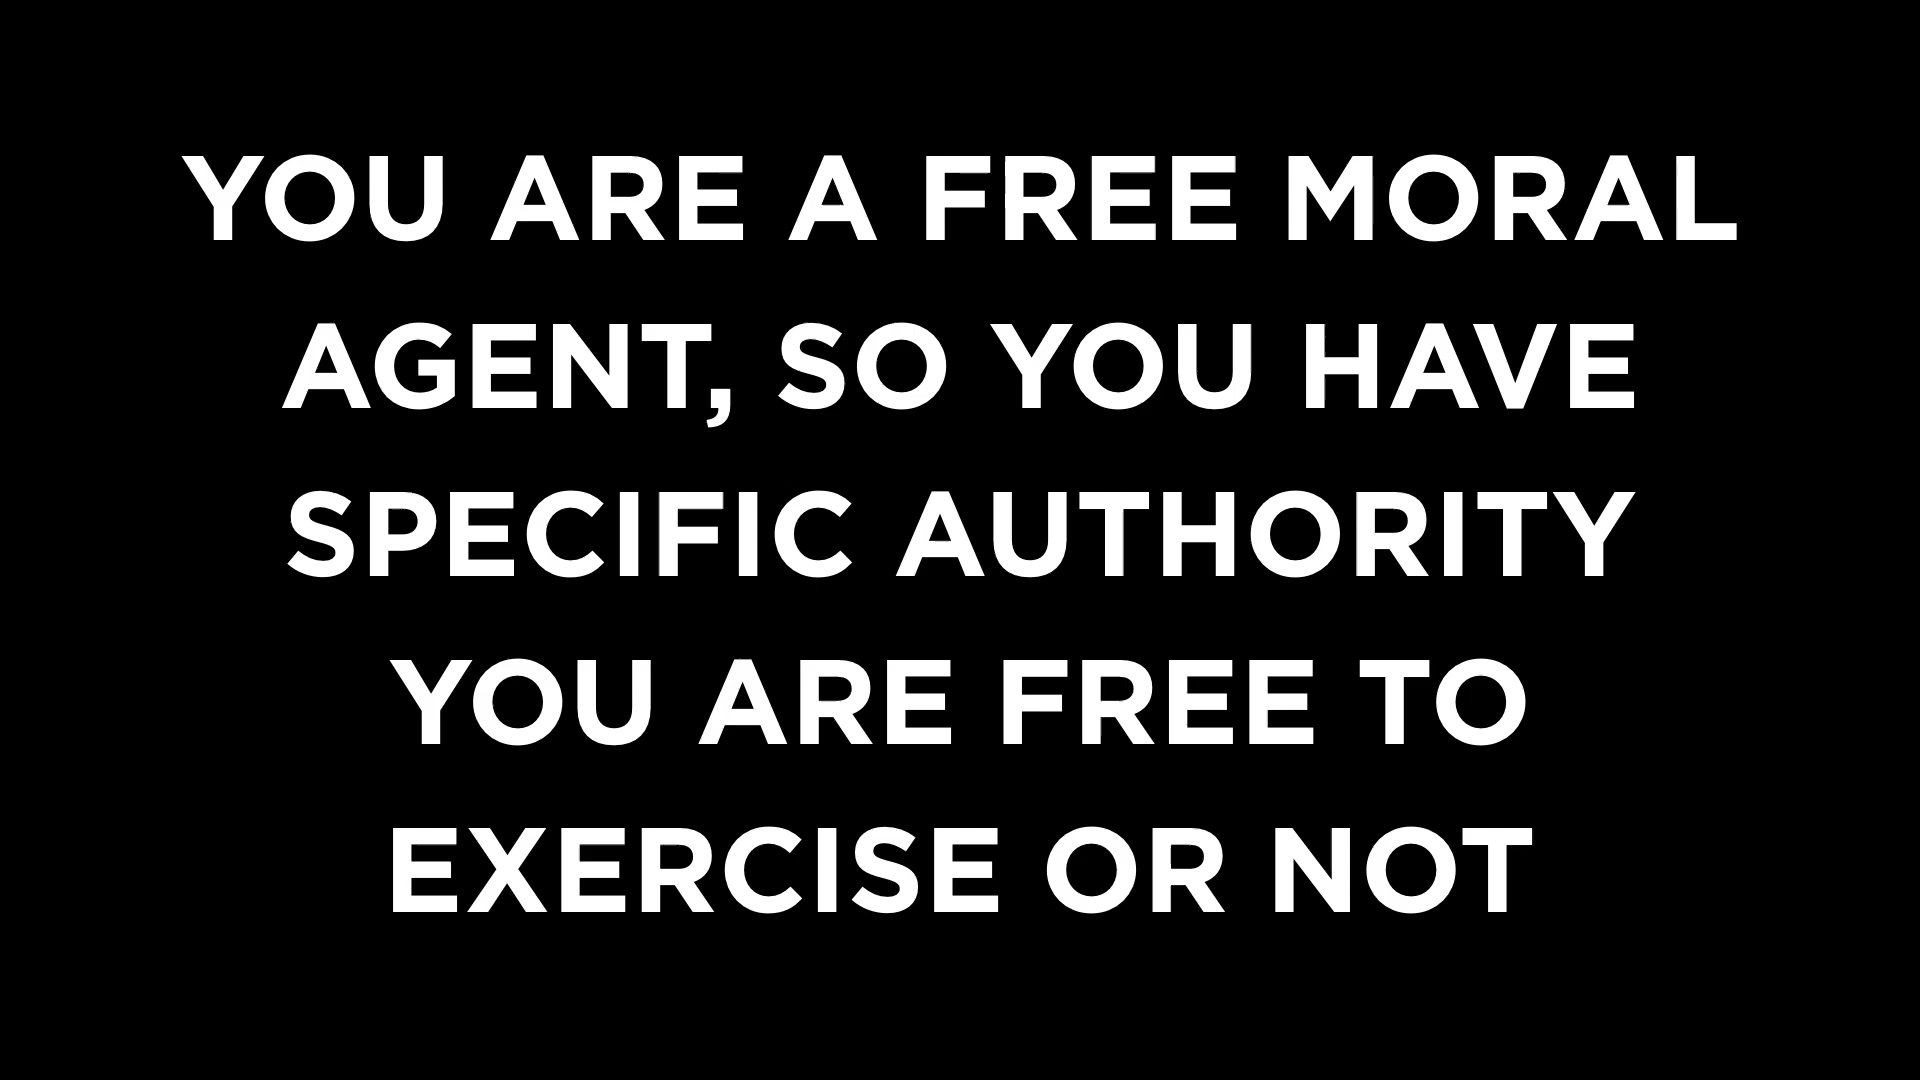 YOU ARE A FREE MORAL
AGENT, SO YOU HAVE
SPECIFIC AUTHORITY
YOU ARE FREE TO
EXERCISE OR NOT